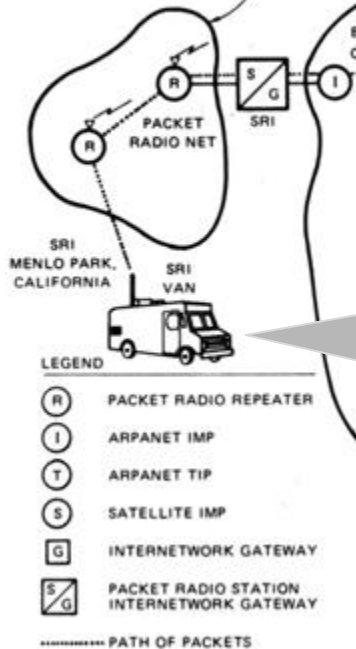 R
S
G
I
SRI
PACKET
RADIO NET
R
SRI
MENLO PARK,
CALIFORNIA
SRI
VAN
LEGEND
R PACKET RADIO REPEATER
I ARPANET IMP
T ARPANET TIP
S SATELLITE IMP
G INTERNETWORK GATEWAY
S
G PACKET RADIO STATION
INTERNETWORK GATEWAY
PATH OF PACKETS